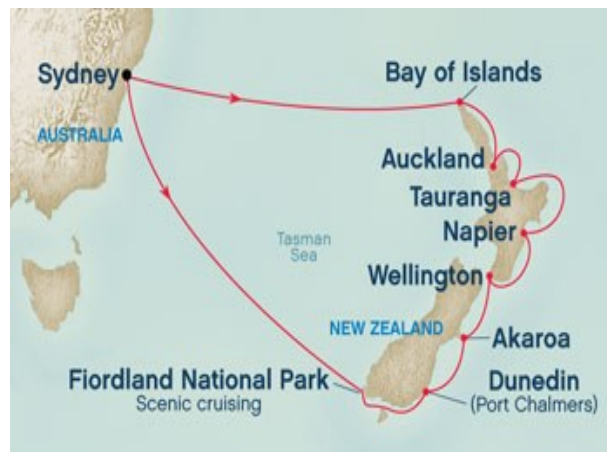 Sydney
Bay of Islands
AUSTRALIA
Auckland
Tauranga
Napier
Tasman
Sea
Wellington
NEW ZEALAND
Akaroa
Fiordland National Park
Scenic cruising
Dunedin
(Port Chalmers)